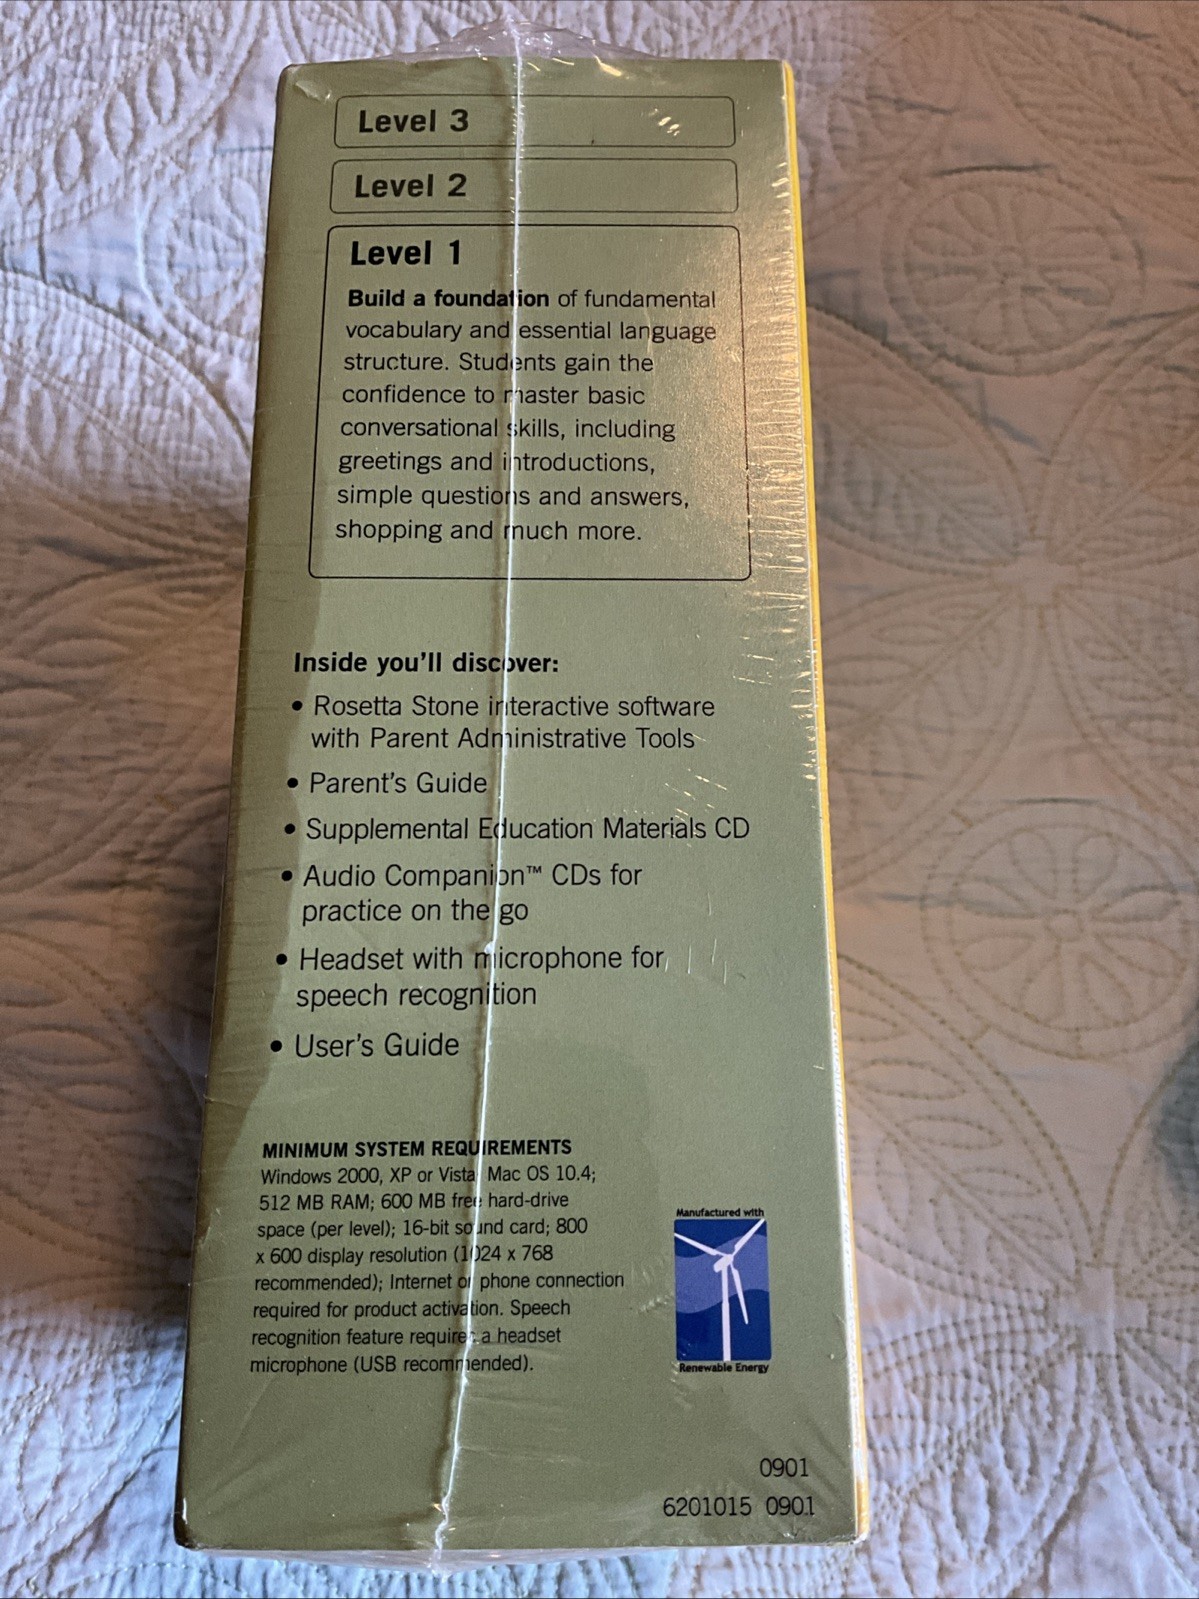 Level 3
Level 2
Level 1
Build a foundation of fundamental
vocabulary and essential language
structure. Students gain the
confidence to master basic
conversational skills, including
greetings and introductions,
simple questions and answers,
shopping and much more.
Inside you'll discover:
• Rosetta Stone interactive software
with Parent Administrative Tools
• Parent's Guide
• Supplemental Education Materials CD
• Audio Companion™ CDs for
practice on the go
• Headset with microphone for
speech recognition
• User's Guide
MINIMUM SYSTEM REQUIREMENTS
Windows 2000, XP or Vista; Mac OS 10.4;
512 MB RAM; 600 MB free hard-drive
space (per level); 16-bit sound card; 800
x 600 display resolution (1024 x 768
recommended); Internet or phone connection
required for product activation. Speech
recognition feature requires a headset
microphone (USB recommended).
Manufactured with
Renewable Energy
0901
6201015 0901